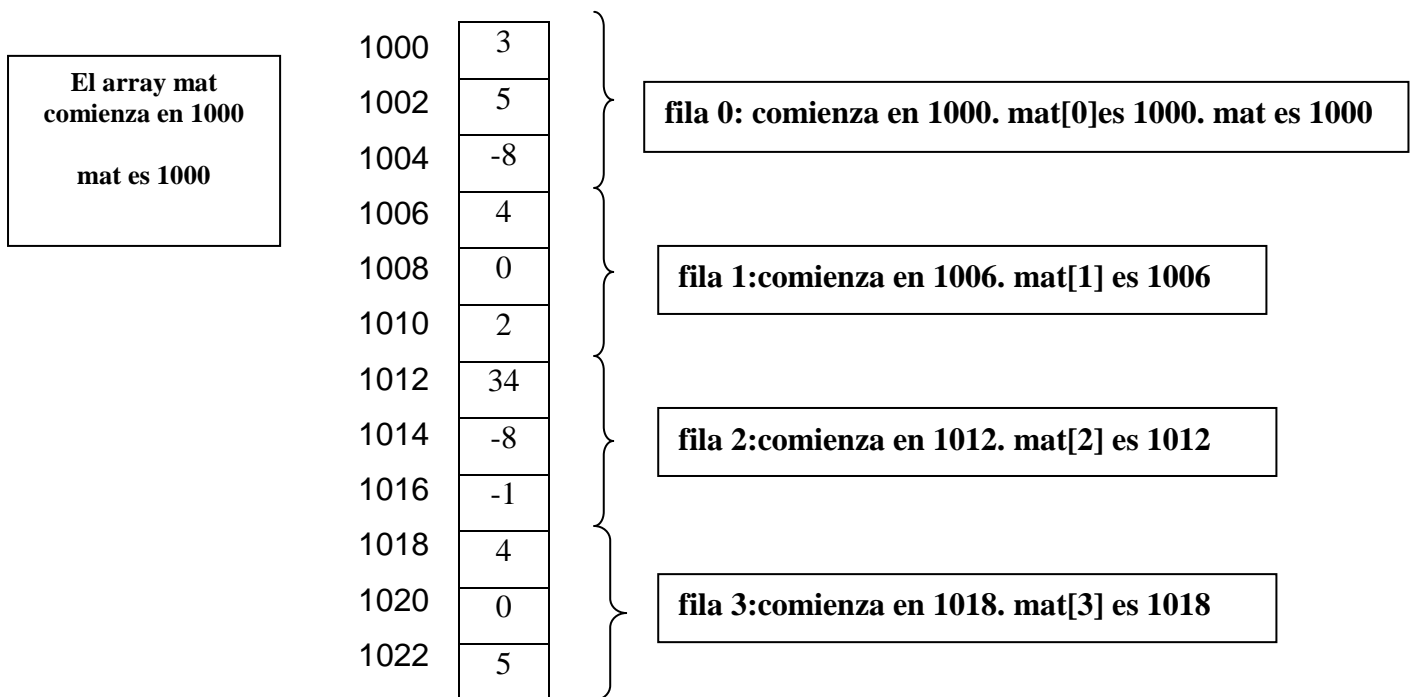 El array mat
comienza en 1000
mat es 1000
1000 3
1002 5
1004 -8
fila 0: comienza en 1000. mat[0]es 1000. mat es 1000
1006 4
1008 0
1010 2
fila 1:comienza en 1006. mat[1] es 1006
1012 34
1014 -8
1016 -1
fila 2:comienza en 1012. mat[2] es 1012
1018 4
1020 0
1022 5
fila 3:comienza en 1018. mat[3] es 1018